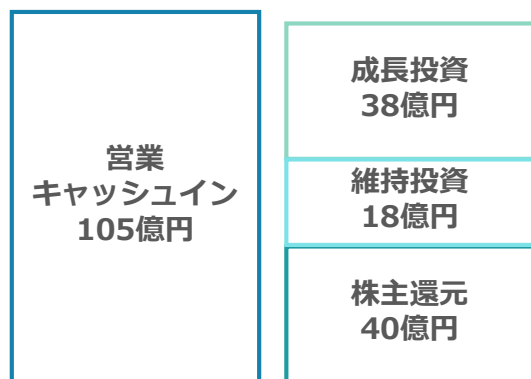 営業
キャッシュイン
105億円
成長投資
38億円
維持投資
18億円
株主還元
40億円